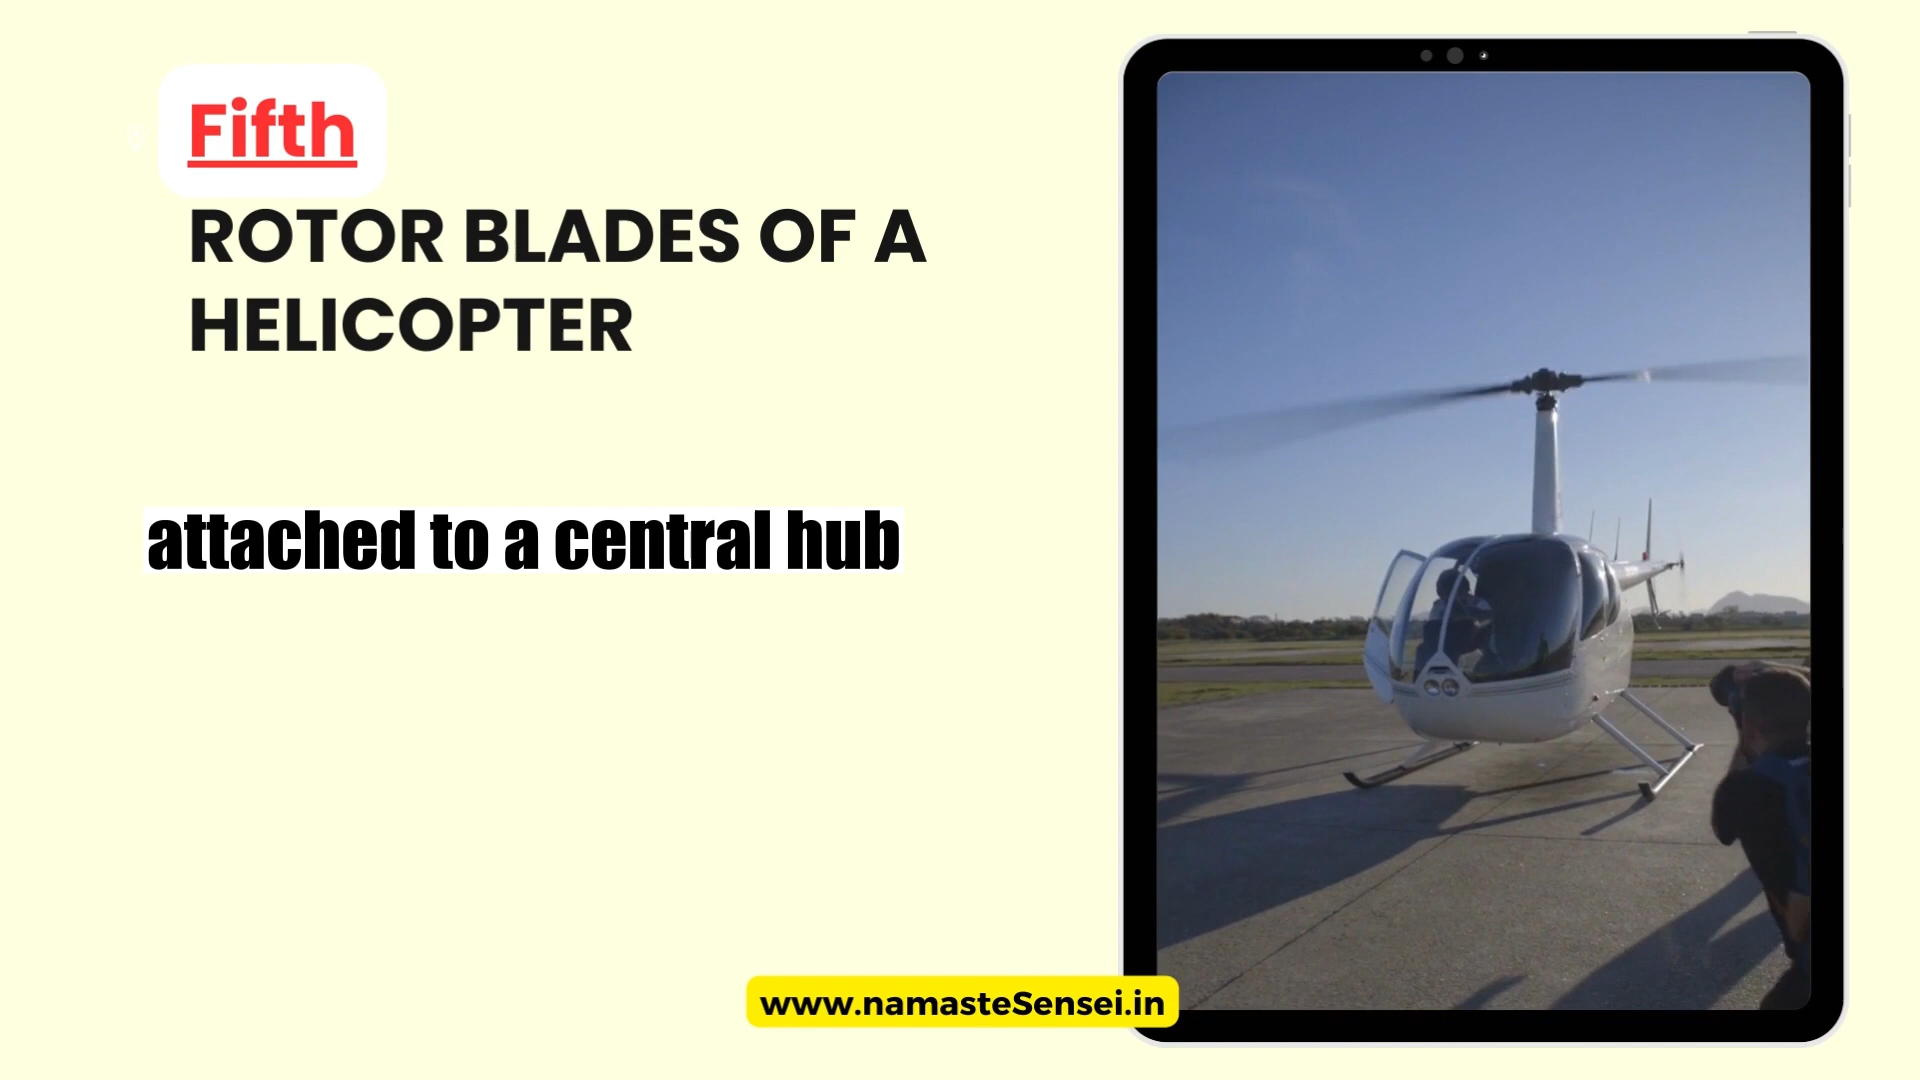 Fifth
ROTOR BLADES OF A
HELICOPTER
attached to a central hub
www.namasteSensei.in